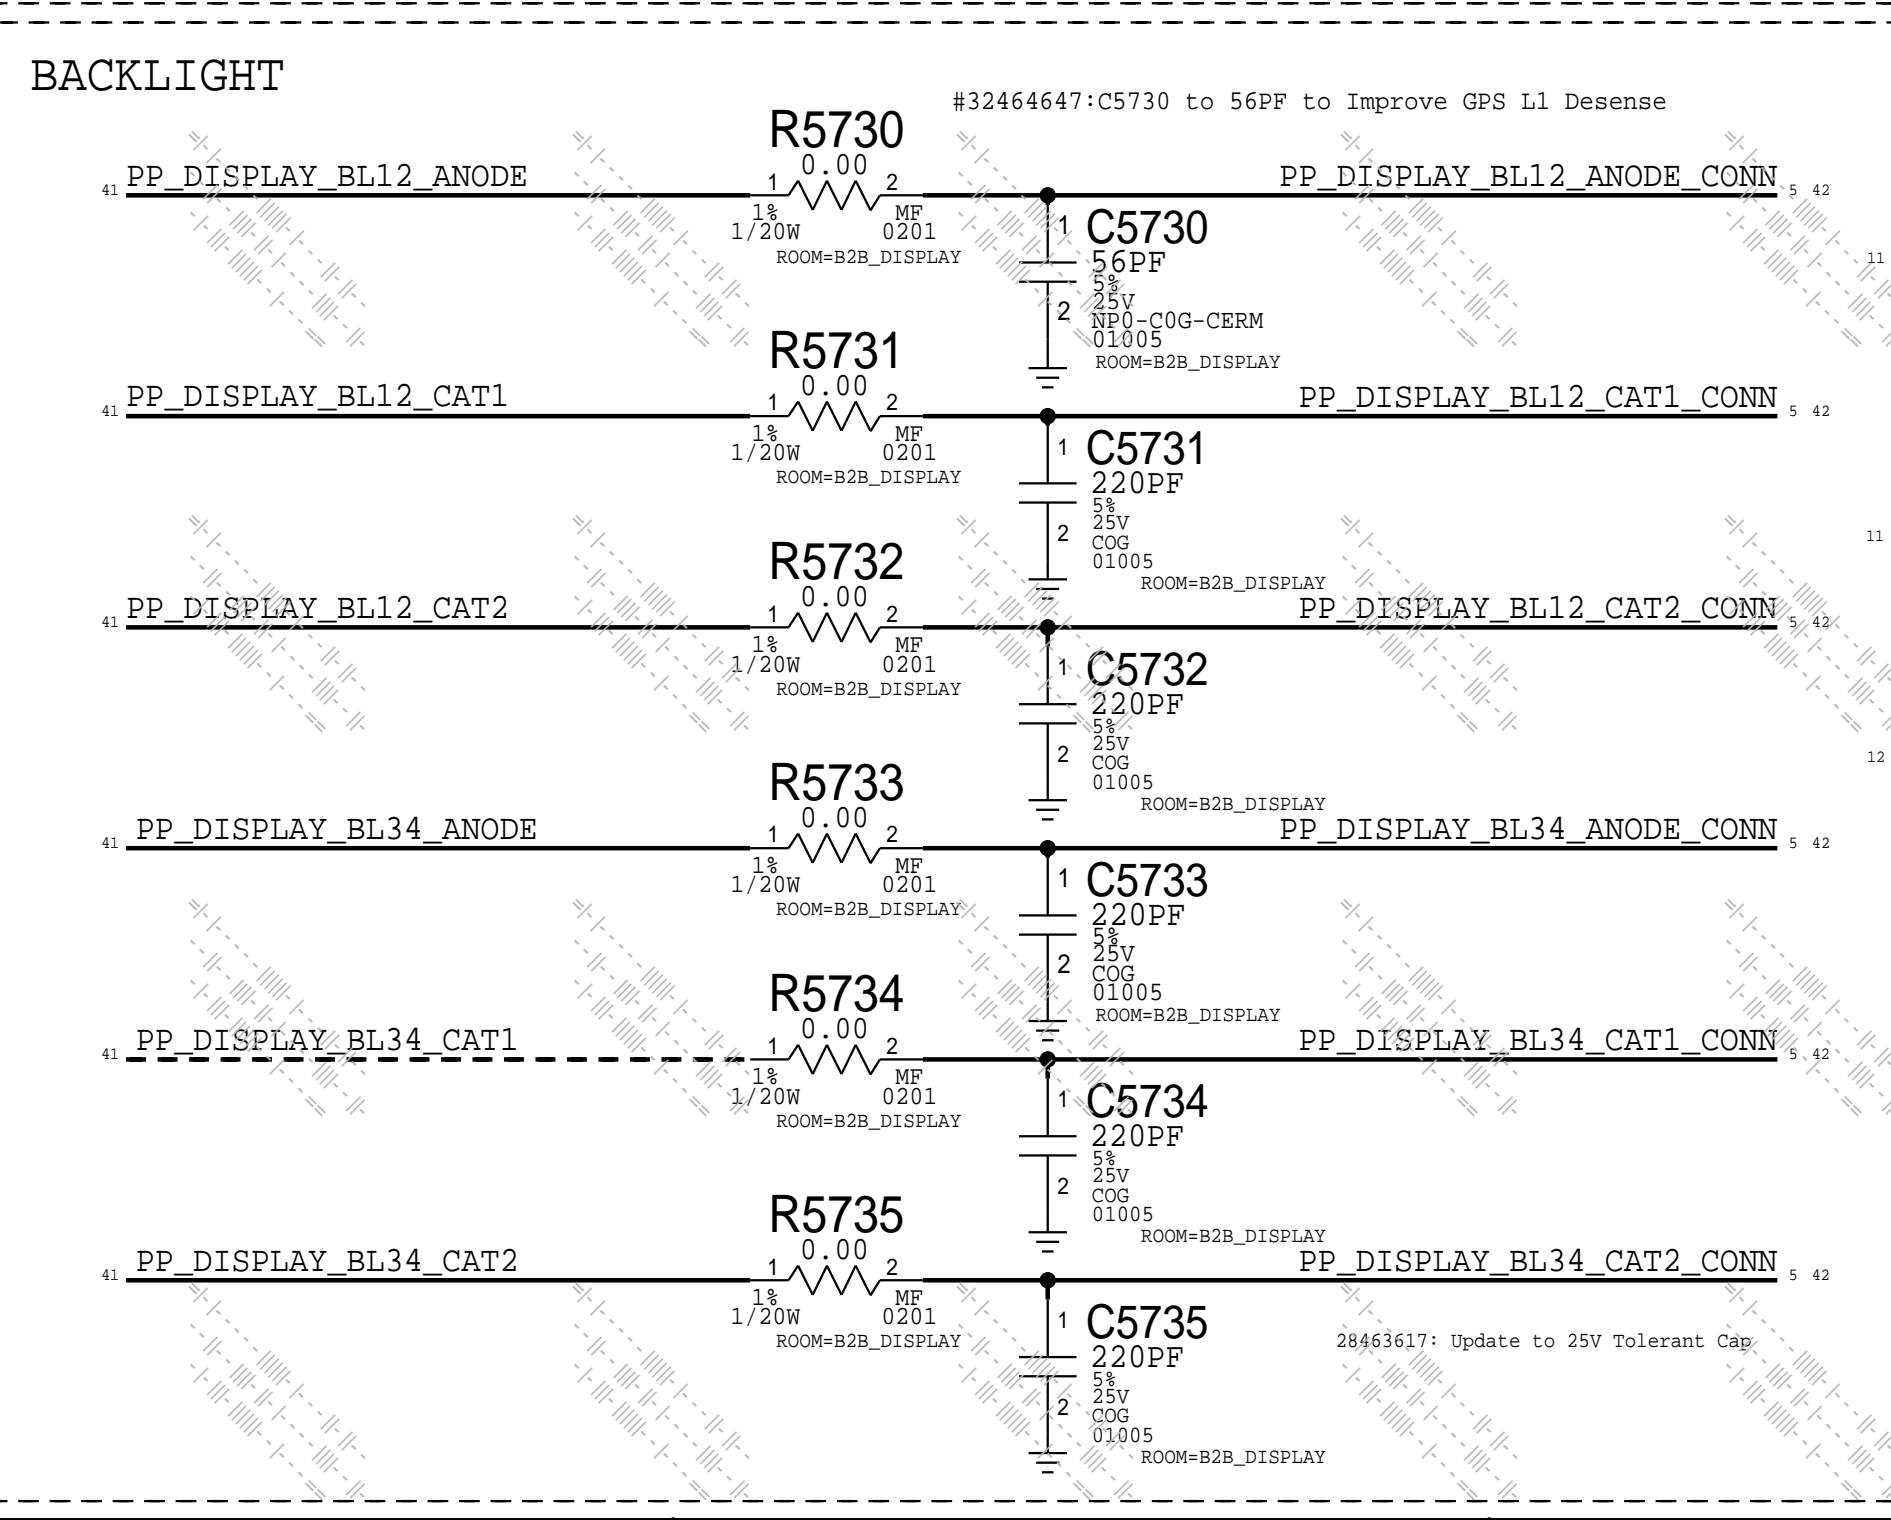 BACKLIGHT
#32464647:C5730 to 56PF to Improve GPS L1 Desense
R5730
0.00
41 PP_DISPLAY_BL12_ANODE 1 2 PP_DISPLAY_BL12_ANODE_CONN 5 42
1% MF
1/20W 0201
ROOM=B2B_DISPLAY
1 C5730
56PF
5%
25V
2 NP0-C0G-CERM
01005
ROOM=B2B_DISPLAY
11
R5731
0.00
41 PP_DISPLAY_BL12_CAT1 1 2 PP_DISPLAY_BL12_CAT1_CONN 5 42
1% MF
1/20W 0201
ROOM=B2B_DISPLAY
1 C5731
220PF
5%
25V
2 COG
01005
ROOM=B2B_DISPLAY
11
R5732
0.00
41 PP_DISPLAY_BL12_CAT2 1 2 PP_DISPLAY_BL12_CAT2_CONN 5 42
1% MF
1/20W 0201
ROOM=B2B_DISPLAY
1 C5732
220PF
5%
25V
2 COG
01005
ROOM=B2B_DISPLAY
12
R5733
0.00
41 PP_DISPLAY_BL34_ANODE 1 2 PP_DISPLAY_BL34_ANODE_CONN 5 42
1% MF
1/20W 0201
ROOM=B2B_DISPLAY
1 C5733
220PF
5%
25V
2 COG
01005
ROOM=B2B_DISPLAY
R5734
0.00
41 PP_DISPLAY_BL34_CAT1 1 2 PP_DISPLAY_BL34_CAT1_CONN 5 42
1% MF
1/20W 0201
ROOM=B2B_DISPLAY
1 C5734
220PF
5%
25V
2 COG
01005
ROOM=B2B_DISPLAY
R5735
0.00
41 PP_DISPLAY_BL34_CAT2 1 2 PP_DISPLAY_BL34_CAT2_CONN 5 42
1% MF
1/20W 0201
ROOM=B2B_DISPLAY
1 C5735
220PF
5%
25V
2 COG
01005
ROOM=B2B_DISPLAY
28463617: Update to 25V Tolerant Cap